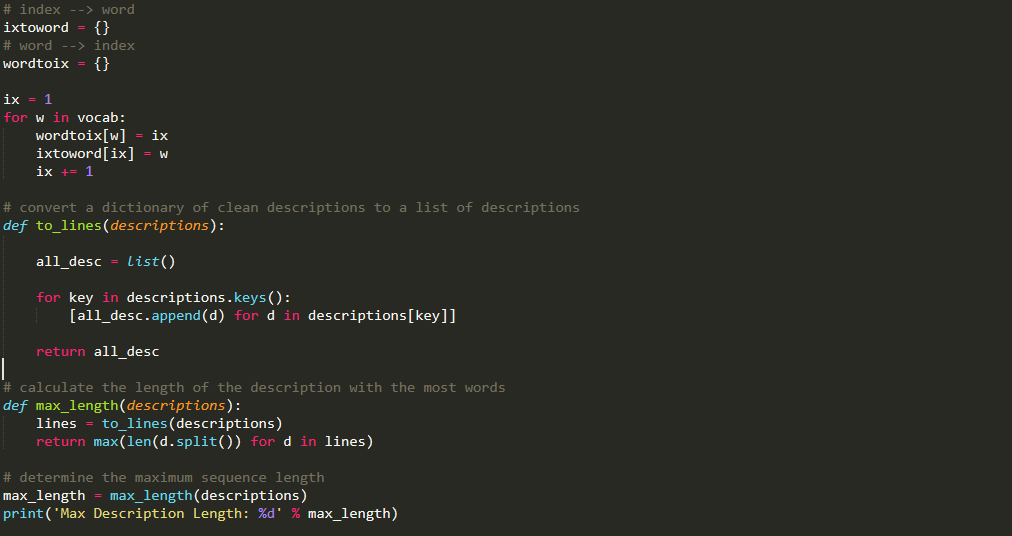 # index --> word
ixtoword = {}
# word --> index
wordtoix = {}
ix = 1
for w in vocab:
    wordtoix[w] = ix
    ixtoword[ix] = w
    ix += 1
# convert a dictionary of clean descriptions to a list of descriptions
def to_lines(descriptions):
    all_desc = list()
    for key in descriptions.keys():
        [all_desc.append(d) for d in descriptions[key]]
    return all_desc
# calculate the length of the description with the most words
def max_length(descriptions):
    lines = to_lines(descriptions)
    return max(len(d.split()) for d in lines)
# determine the maximum sequence length
max_length = max_length(descriptions)
print('Max Description Length: %d' % max_length)